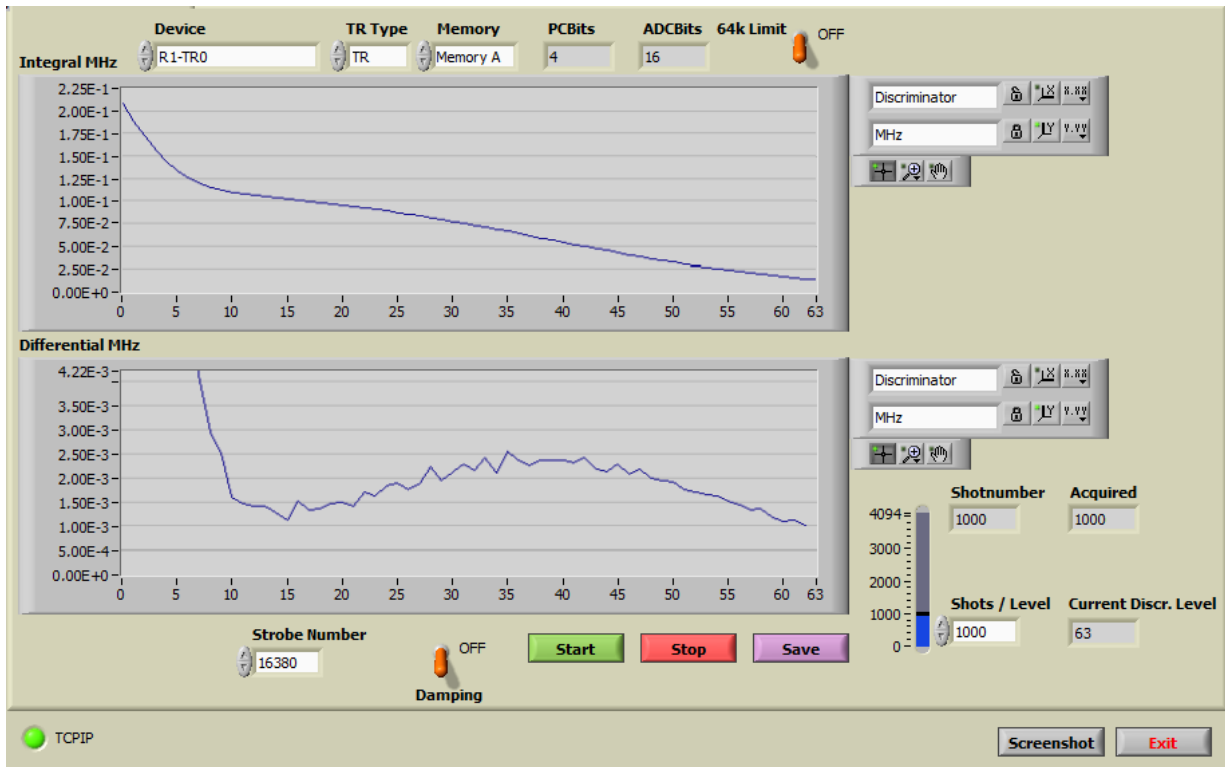 Device TR Type Memory PCBits ADCBits 64k Limit OFF
R1-TR0 TR Memory A 4 16
Integral MHz
2.25E-1
2.00E-1
1.75E-1
1.50E-1
1.25E-1
1.00E-1
7.50E-2
5.00E-2
2.50E-2
0.00E+0
0 5 10 15 20 25 30 35 40 45 50 55 60 63
Discriminator X X.XX
MHz Y Y.YY
Differential MHz
4.22E-3
3.50E-3
3.00E-3
2.50E-3
2.00E-3
1.50E-3
1.00E-3
5.00E-4
0.00E+0
0 5 10 15 20 25 30 35 40 45 50 55 60 63
Discriminator X X.XX
MHz Y Y.YY
Shotnumber Acquired
1000 1000
4094
3000
2000
1000
0
Shots / Level Current Discr. Level
1000 63
Strobe Number
16380
OFF
Damping
Start Stop Save
TCPIP
Screenshot Exit